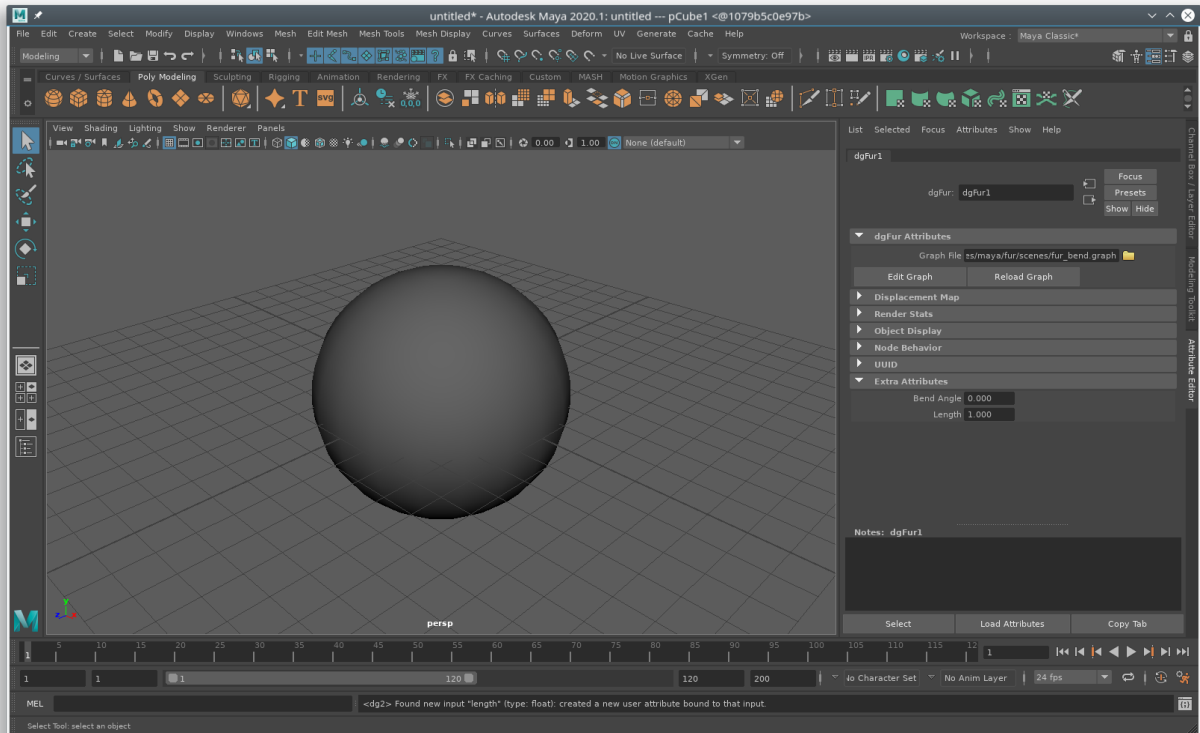 untitled* - Autodesk Maya 2020.1: untitled --- pCube1 <@1079b5c0e97b>
File Edit Create Select Modify Display Windows Mesh Edit Mesh Mesh Tools Mesh Display Curves Surfaces Deform UV Generate Cache Help
Workspace : Maya Classic*
Modeling No Live Surface Symmetry: Off
Curves / Surfaces Poly Modeling Sculpting Rigging Animation Rendering FX FX Caching Custom MASH Motion Graphics XGen
View Shading Lighting Show Renderer Panels
0.00 1.00 None (default)
persp
List Selected Focus Attributes Show Help
dgFur1
Focus
dgFur: dgFur1 Presets
Show Hide
dgFur Attributes
Graph File es/maya/fur/scenes/fur_bend.graph
Edit Graph Reload Graph
Displacement Map
Render Stats
Object Display
Node Behavior
UUID
Extra Attributes
Bend Angle 0.000
Length 1.000
Notes: dgFur1
Select Load Attributes Copy Tab
Channel Box / Layer Editor
Modeling Toolkit
Attribute Editor
1 5 10 15 20 25 30 35 40 45 50 55 60 65 70 75 80 85 90 95 100 105 110 115 12 1
1 1 1 120 120 200 No Character Set No Anim Layer 24 fps
MEL <dg2> Found new input "length" (type: float): created a new user attribute bound to that input.
Select Tool: select an object